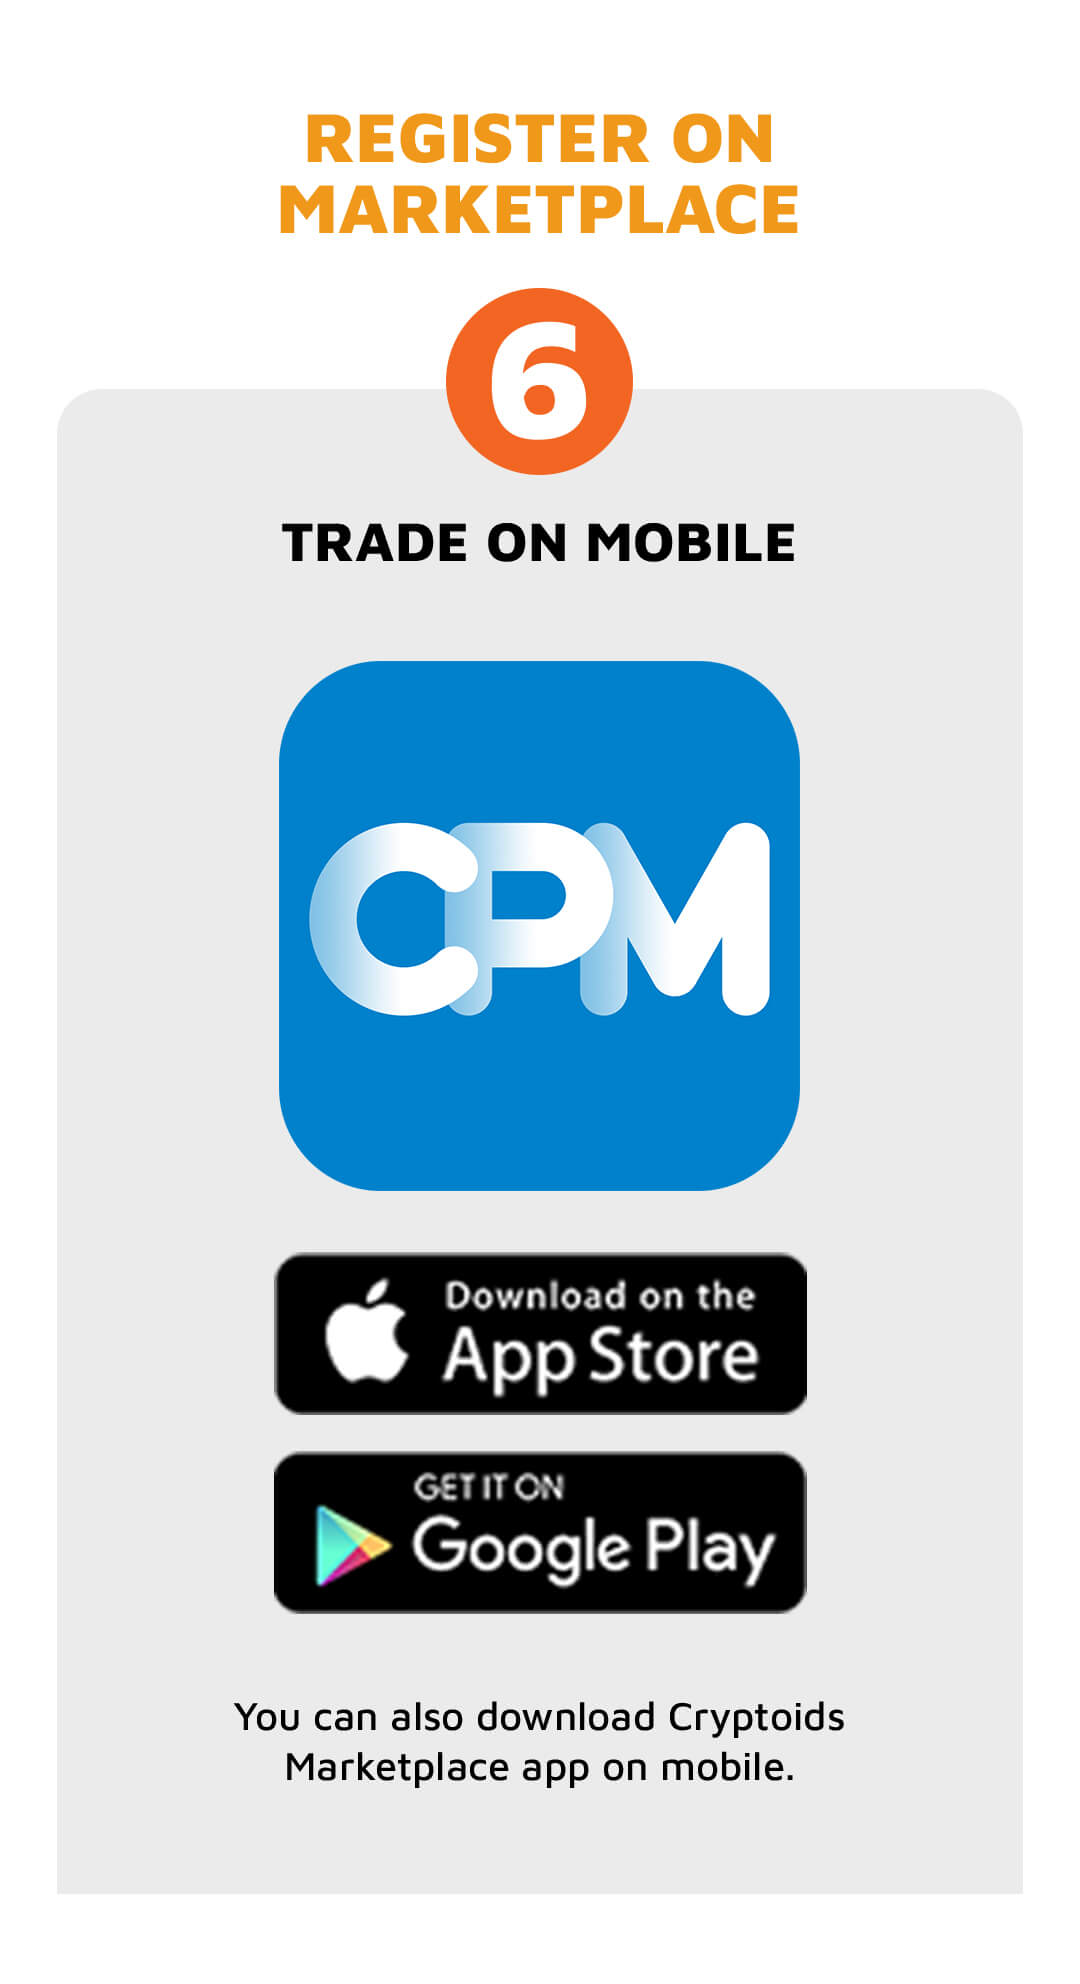 REGISTER ON
MARKETPLACE
6
TRADE ON MOBILE
CPM
Download on the
App Store
GET IT ON
Google Play
You can also download Cryptoids
Marketplace app on mobile.